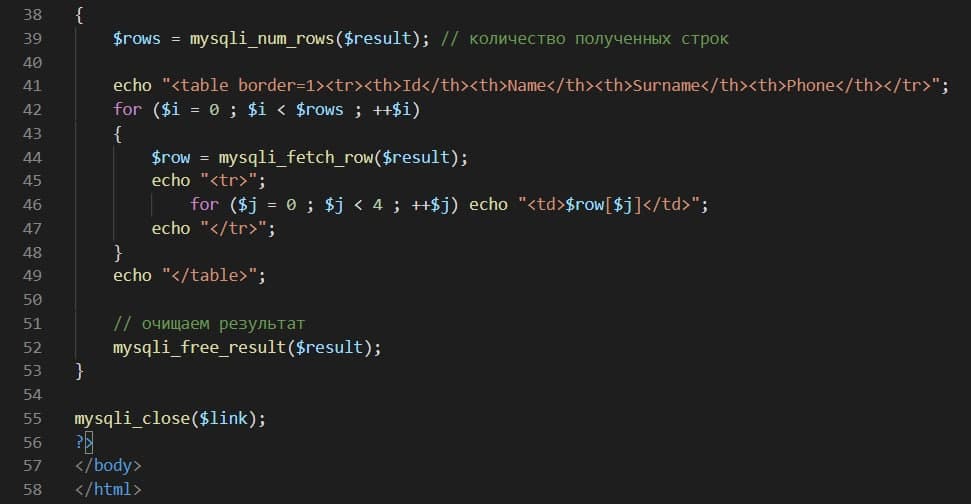 38 {
39 $rows = mysqli_num_rows($result); // количество полученных строк
40
41 echo "<table border=1><tr><th>Id</th><th>Name</th><th>Surname</th><th>Phone</th></tr>";
42 for ($i = 0 ; $i < $rows ; ++$i)
43 {
44 $row = mysqli_fetch_row($result);
45 echo "<tr>";
46 for ($j = 0 ; $j < 4 ; ++$j) echo "<td>$row[$j]</td>";
47 echo "</tr>";
48 }
49 echo "</table>";
50
51 // очищаем результат
52 mysqli_free_result($result);
53 }
54
55 mysqli_close($link);
56 ?>
57 </body>
58 </html>